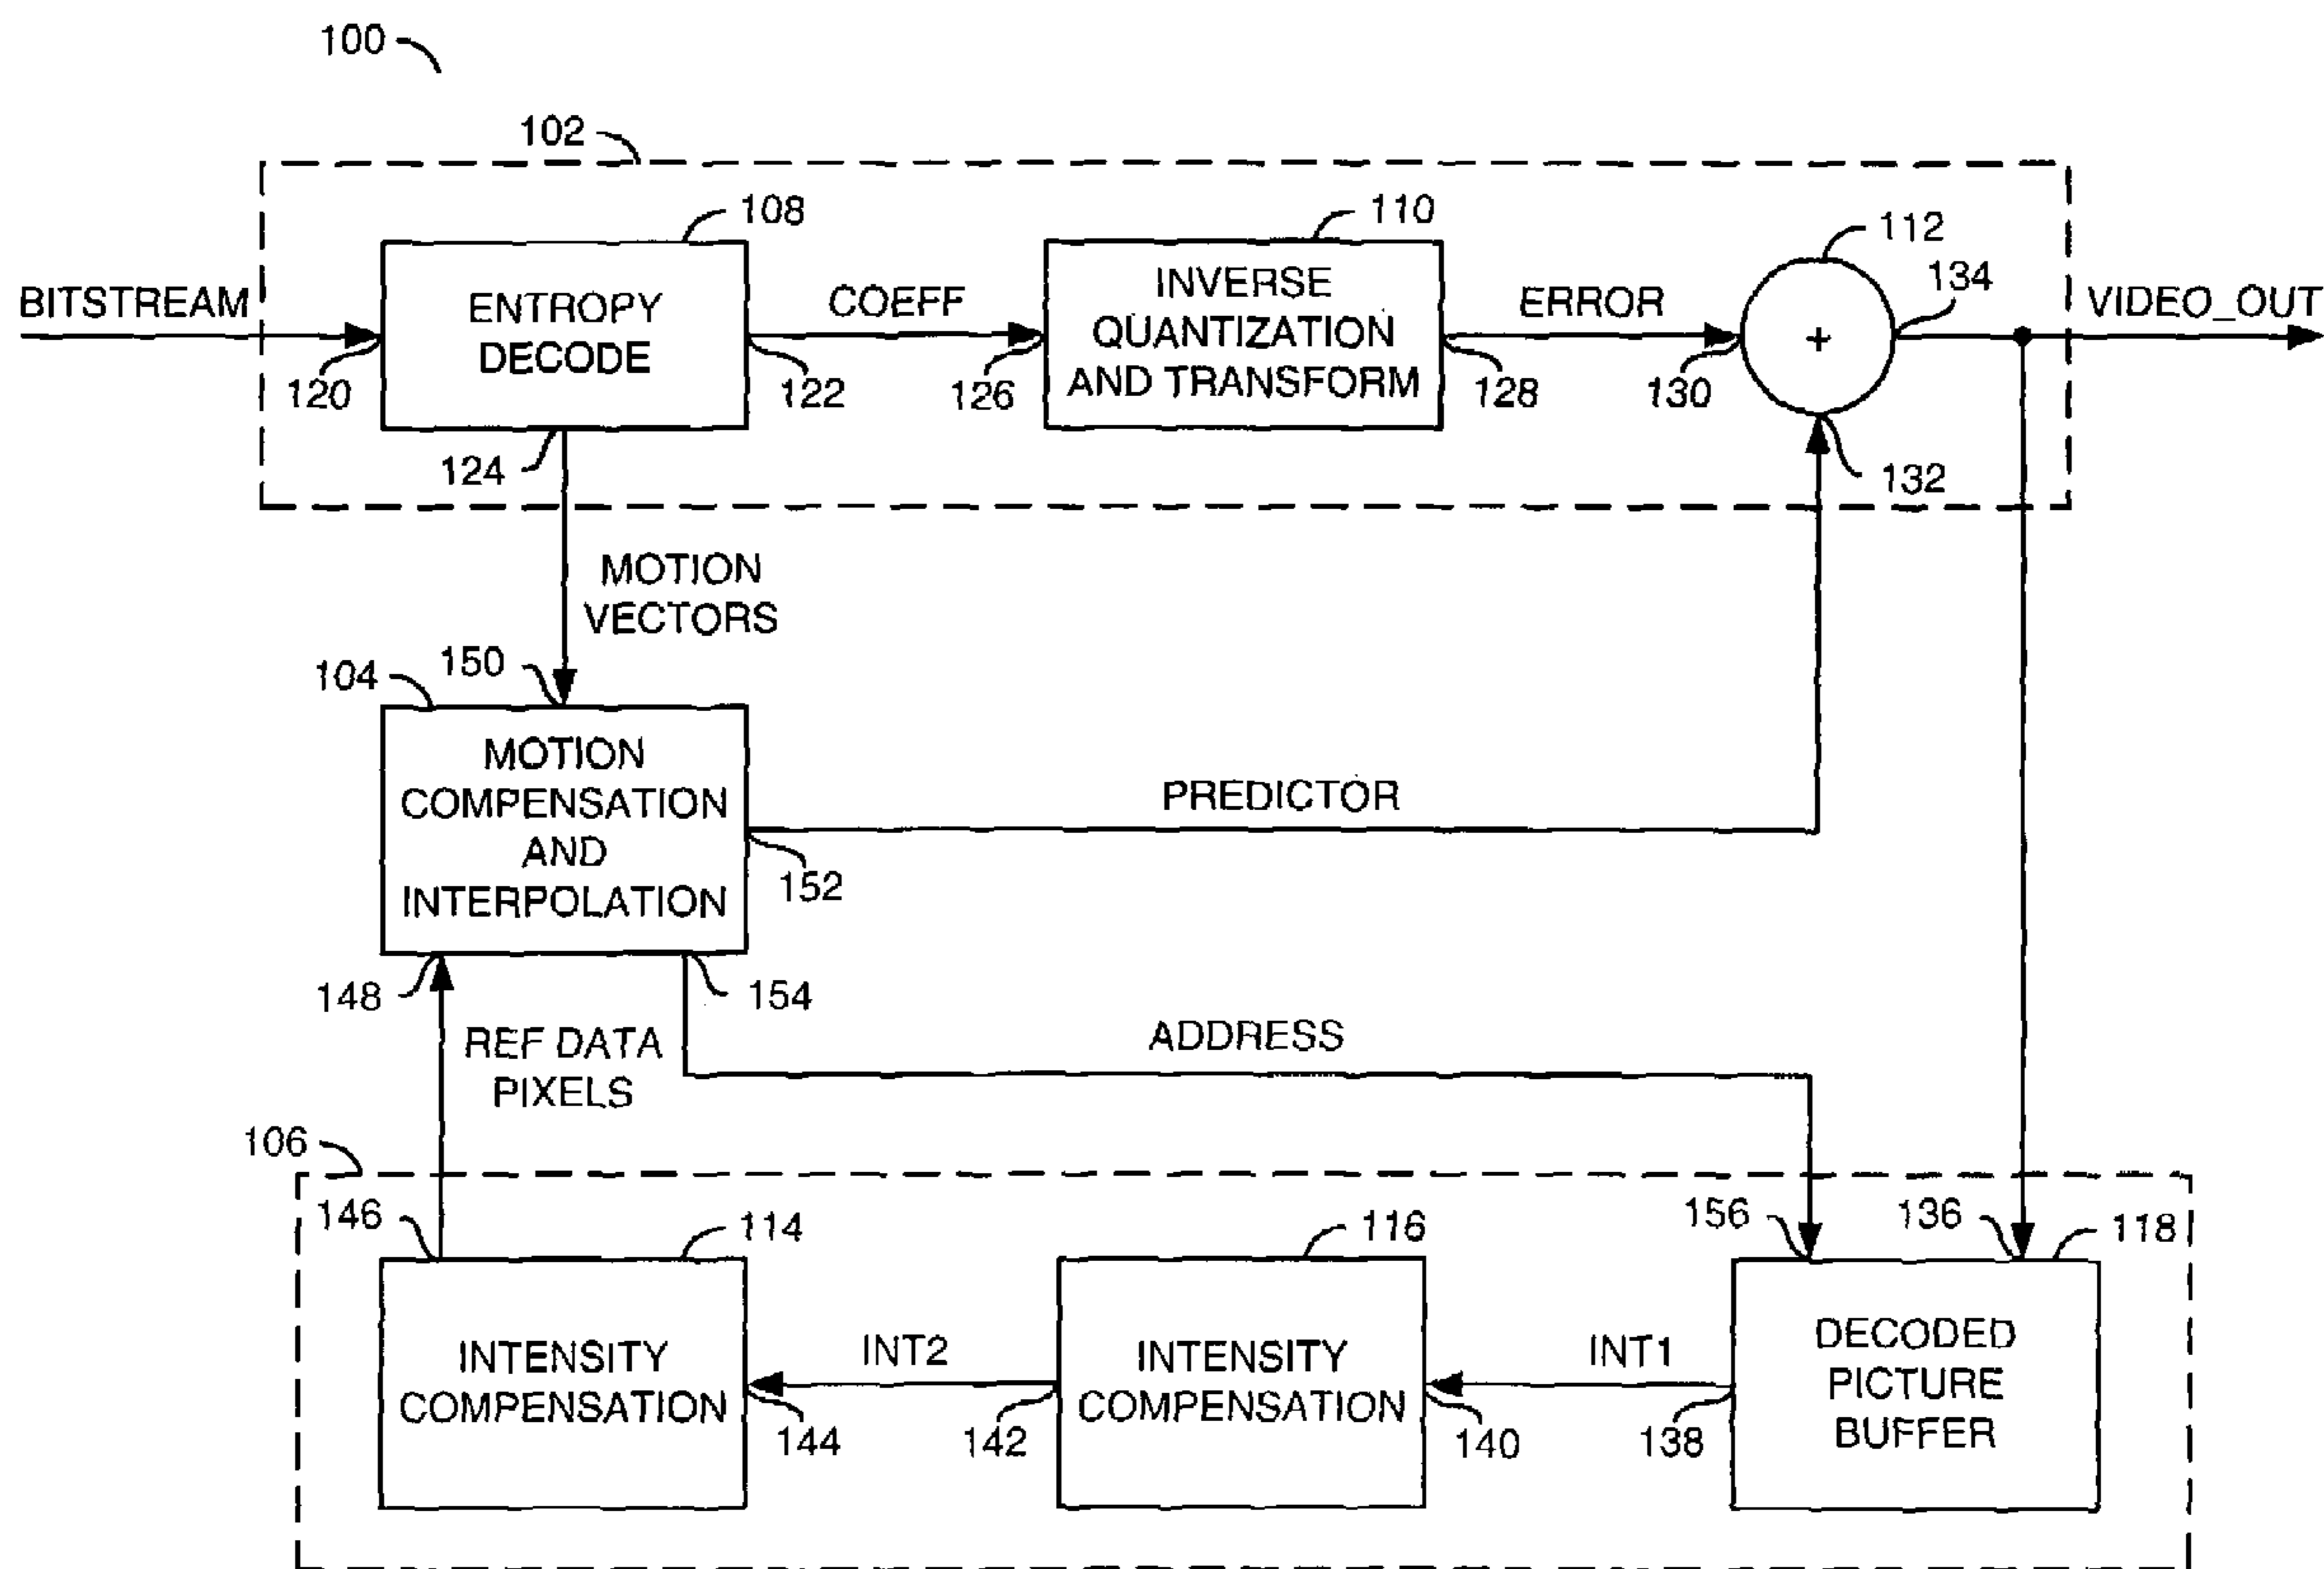 100
102
108
110
112
134
BITSTREAM
ENTROPY
DECODE
COEFF
INVERSE
QUANTIZATION
AND TRANSFORM
ERROR
+
VIDEO_OUT
120
122
126
128
130
124
132
MOTION
VECTORS
104
150
MOTION
COMPENSATION
AND
INTERPOLATION
PREDICTOR
152
148
154
REF DATA
PIXELS
ADDRESS
106
146
114
116
156
136
118
INTENSITY
COMPENSATION
INT2
INTENSITY
COMPENSATION
INT1
DECODED
PICTURE
BUFFER
144
142
140
138